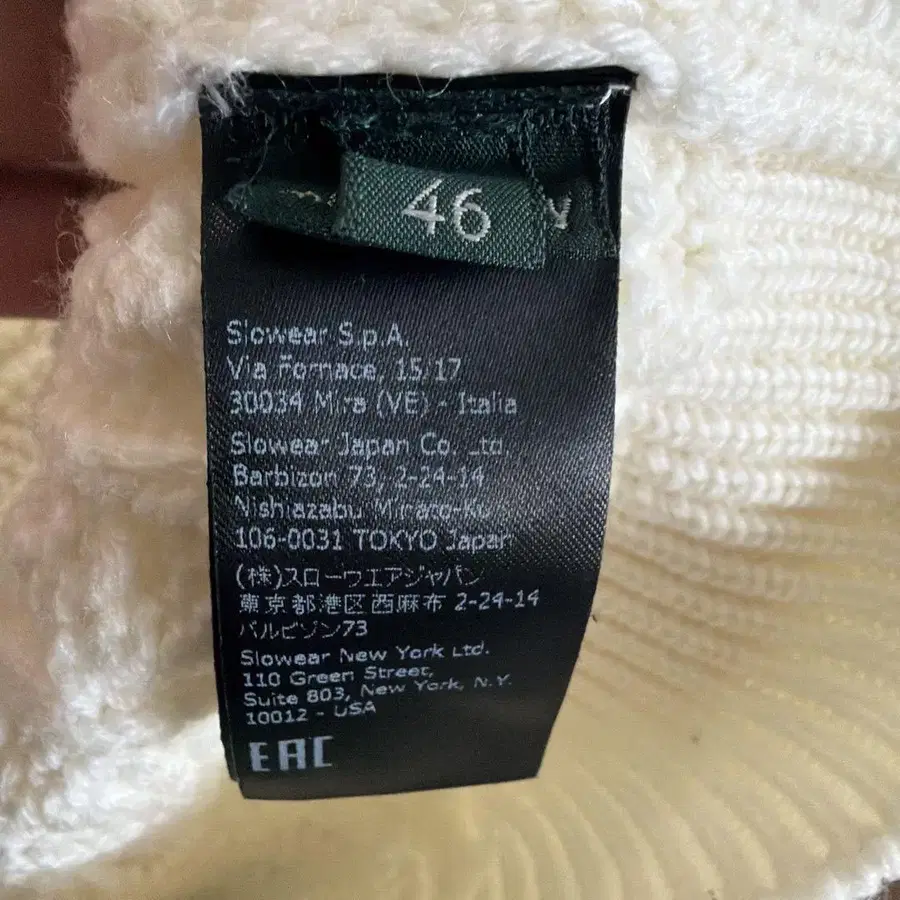 46
Slowear S.p.A.
Via Fornace, 15/17
30034 Mira (VE) - Italia
Slowear Japan Co. Ltd.
Barbizon 73, 2-24-14
Nishiazabu Minato-Ku
106-0031 TOKYO Japan
(株)スローウエアジャパン
東京都港区西麻布 2-24-14
バルビゾン73
Slowear New York Ltd.
110 Green Street,
Suite 803, New York, N.Y.
10012 - USA
EAC